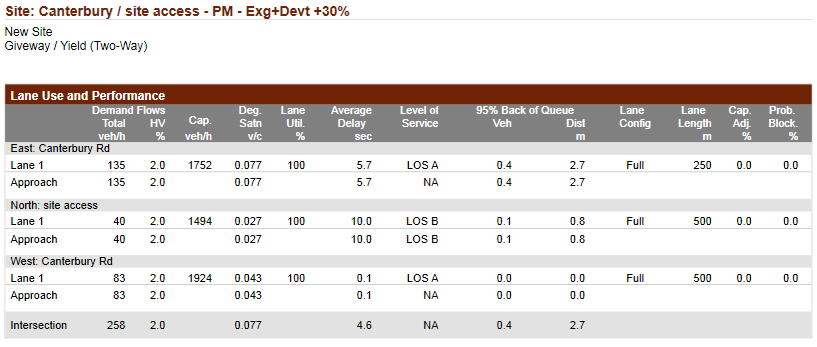 Site: Canterbury / site access - PM - Exg+Devt +30%
New Site
Giveway / Yield (Two-Way)
Lane Use and Performance
Demand Flows Deg. Lane Average Level of 95% Back of Queue Lane Lane Cap. Prob.
Total HV Cap. Satn Util. Delay Service Veh Dist Config Length Adj. Block.
veh/h % veh/h v/c % sec m m % %
East: Canterbury Rd
Lane 1 135 2.0 1752 0.077 100 5.7 LOS A 0.4 2.7 Full 250 0.0 0.0
Approach 135 2.0 0.077 5.7 NA 0.4 2.7
North: site access
Lane 1 40 2.0 1494 0.027 100 10.0 LOS B 0.1 0.8 Full 500 0.0 0.0
Approach 40 2.0 0.027 10.0 LOS B 0.1 0.8
West: Canterbury Rd
Lane 1 83 2.0 1924 0.043 100 0.1 LOS A 0.0 0.0 Full 500 0.0 0.0
Approach 83 2.0 0.043 0.1 NA 0.0 0.0
Intersection 258 2.0 0.077 4.6 NA 0.4 2.7